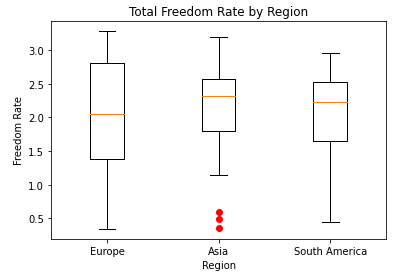 Total Freedom Rate by Region
Freedom Rate
3.0
2.5
2.0
1.5
1.0
0.5
Europe
Asia
South America
Region